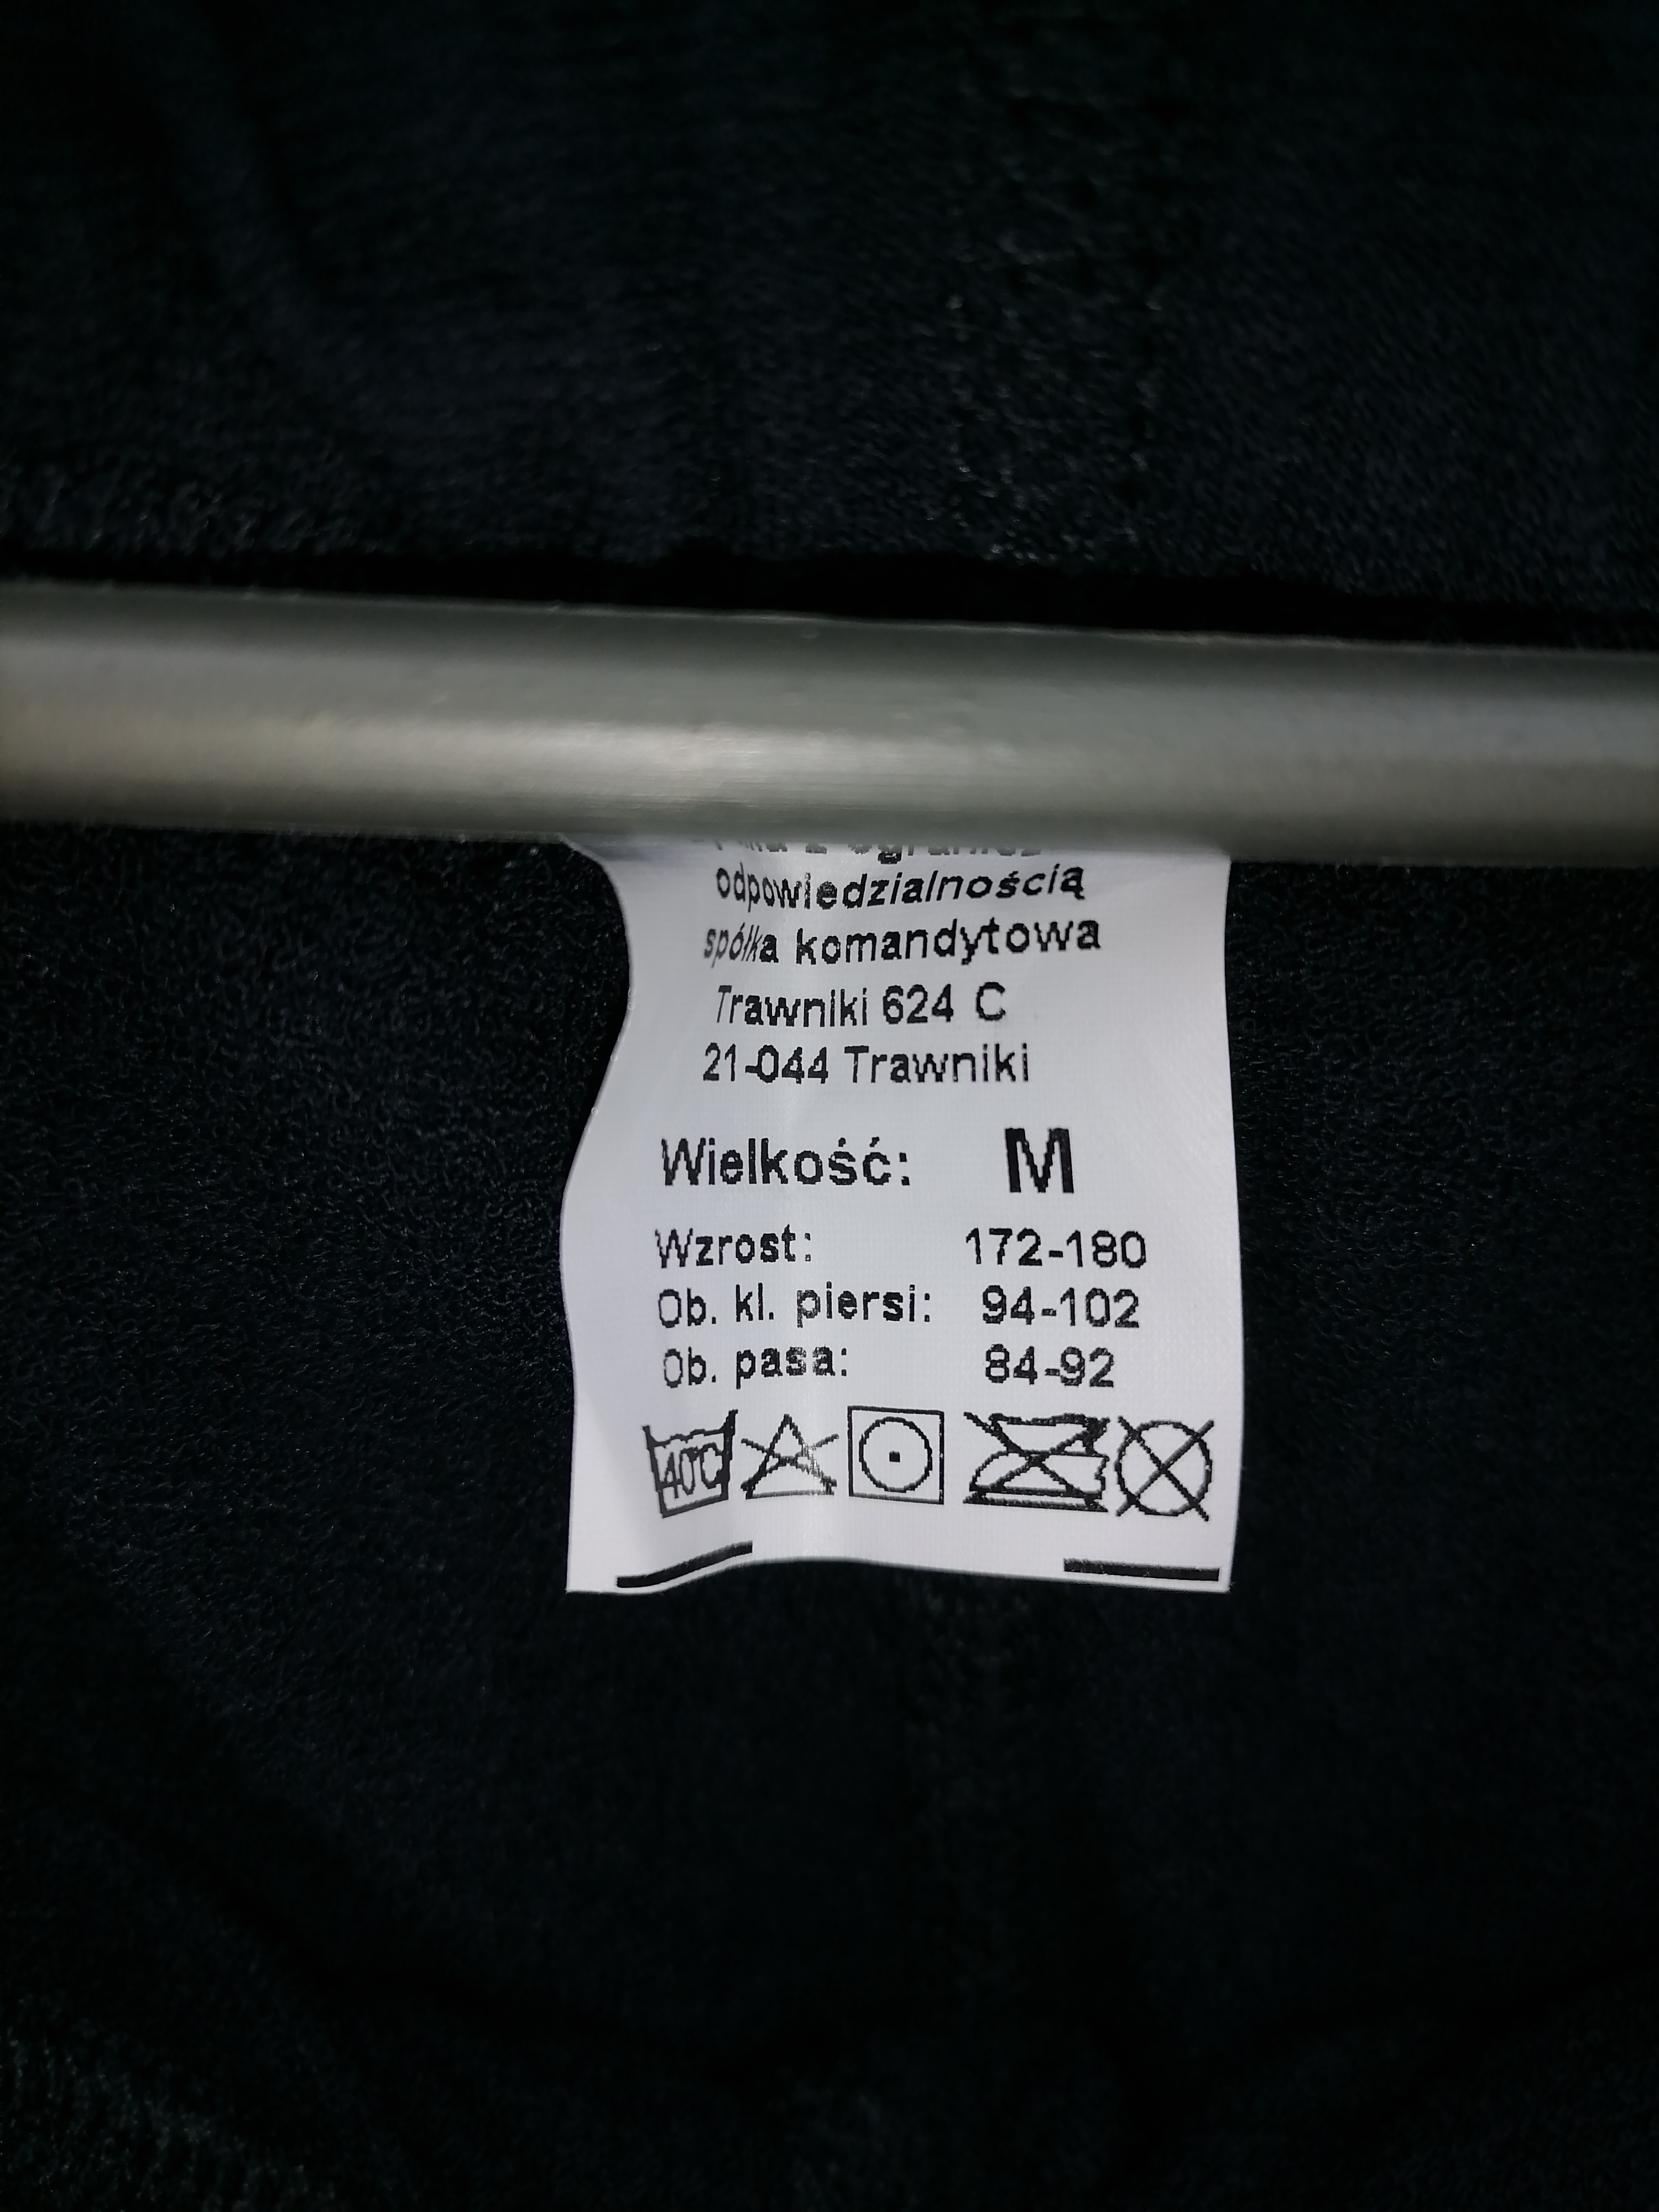 odpowiedzialnością
spółka komandytowa
Trawniki 624 C
21-044 Trawniki
Wielkość: M
Wzrost: 172-180
Ob. kl. piersi: 94-102
Ob. pasa: 84-92
40°C